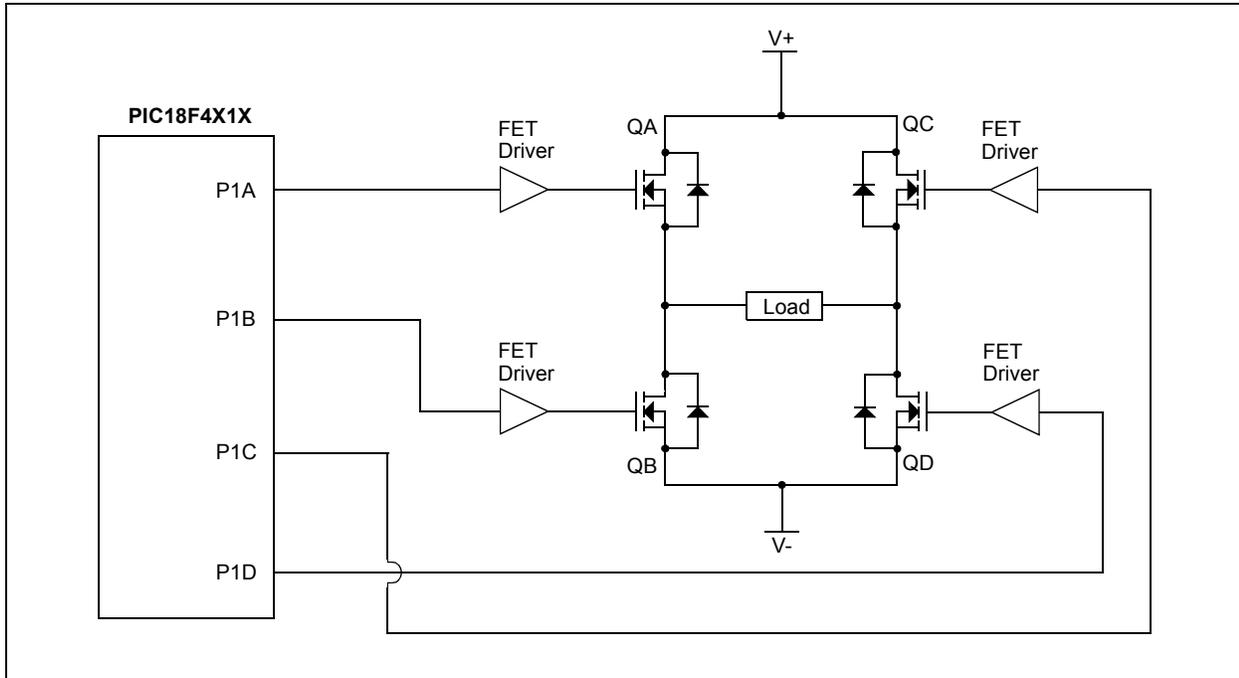 V+
PIC18F4X1X
QA
QC
FET
Driver
FET
Driver
P1A
P1B
Load
FET
Driver
FET
Driver
P1C
QB
QD
V-
P1D